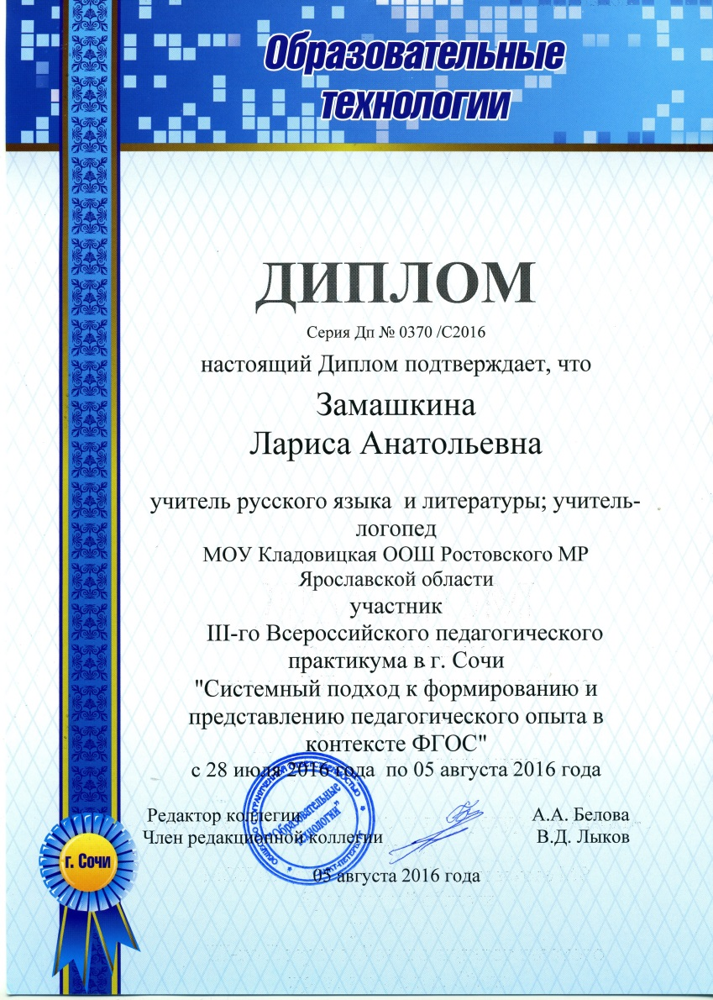 Образовательные
технологии
ДИПЛОМ
Серия Дп № 0370 /С2016
настоящий Диплом подтверждает, что
Замашкина
Лариса Анатольевна
учитель русского языка и литературы; учитель-
логопед
МОУ Кладовицкая ООШ Ростовского МР
Ярославской области
участник
III-го Всероссийского педагогического
практикума в г. Сочи
"Системный подход к формированию и
представлению педагогического опыта в
контексте ФГОС"
с 28 июля 2016 года по 05 августа 2016 года
Редактор коллегии А.А. Белова
Член редакционной коллегии В.Д. Лыков
05 августа 2016 года
г. Сочи
"Образовательные
технологии"